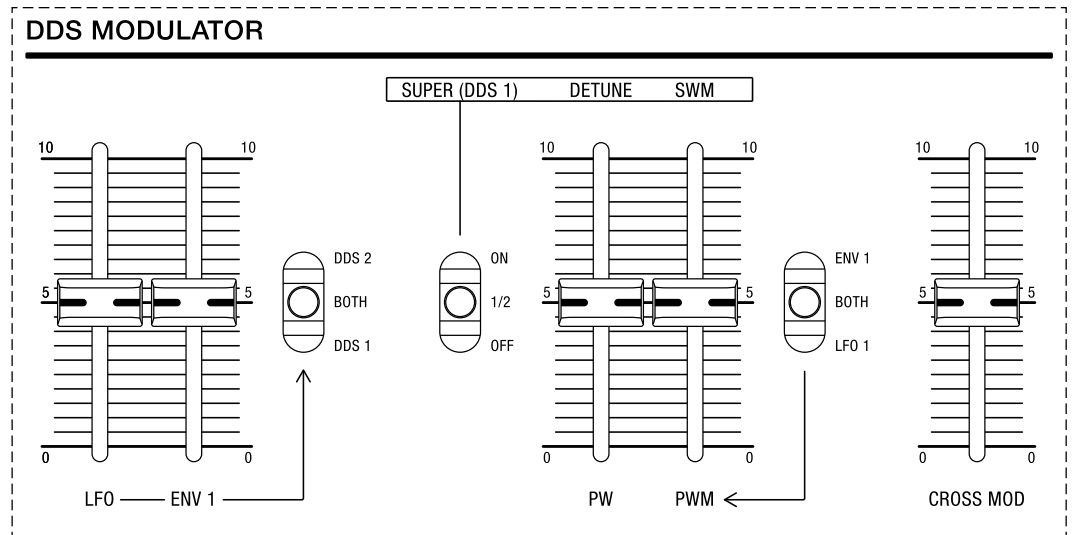 DDS MODULATOR
SUPER (DDS 1) DETUNE SWM
10 10 10 10 10 10
DDS 2 ON ENV 1
5 5 BOTH 1/2 5 5 BOTH 5 5
DDS 1 OFF LFO 1
0 0 0 0 0 0
LFO ENV 1 PW PWM CROSS MOD